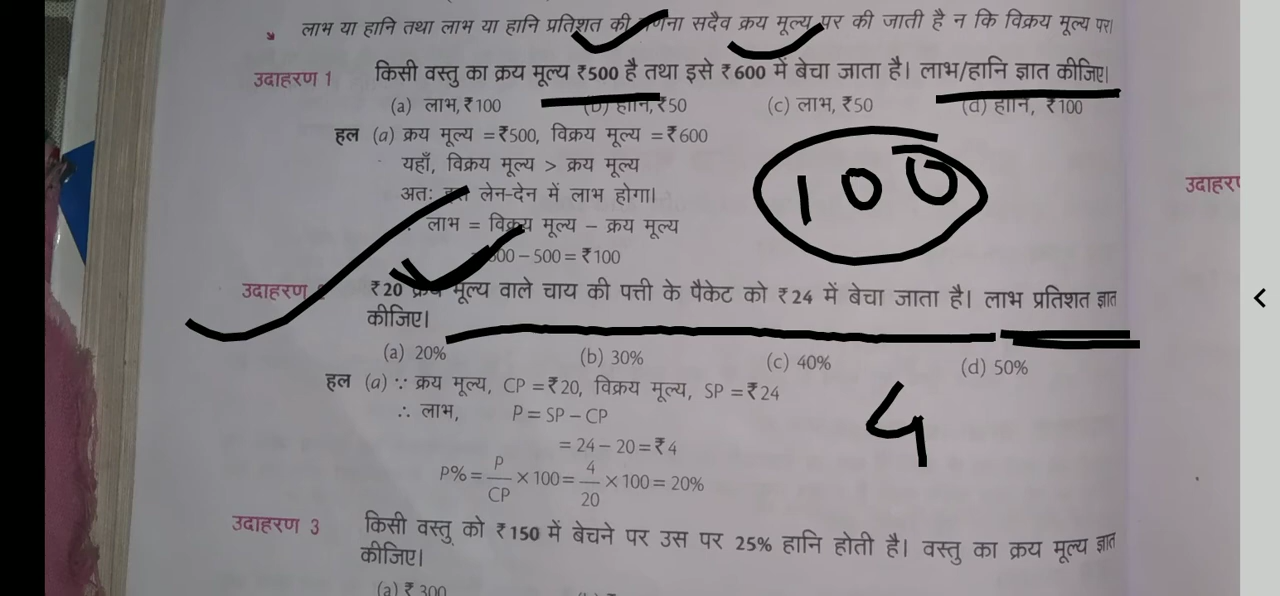 लाभ या हानि तथा लाभ या हानि प्रतिशत की गणना सदैव क्रय मूल्य पर की जाती है न कि विक्रय मूल्य पर।
उदाहरण 1 किसी वस्तु का क्रय मूल्य ₹500 है तथा इसे ₹600 में बेचा जाता है। लाभ/हानि ज्ञात कीजिए।
(a) लाभ, ₹100 (b) हानि, ₹50 (c) लाभ, ₹50 (d) हानि, ₹100
हल (a) क्रय मूल्य = ₹500, विक्रय मूल्य = ₹600
यहाँ, विक्रय मूल्य > क्रय मूल्य
अतः इस लेन-देन में लाभ होगा।
लाभ = विक्रय मूल्य – क्रय मूल्य
600 – 500 = ₹100
100
उदाहर
उदाहरण ₹20 क्रय मूल्य वाले चाय की पत्ती के पैकेट को ₹24 में बेचा जाता है। लाभ प्रतिशत ज्ञात
कीजिए।
(a) 20% (b) 30% (c) 40% (d) 50%
हल (a) ∵ क्रय मूल्य, CP = ₹20, विक्रय मूल्य, SP = ₹24
∴ लाभ, P = SP – CP
= 24 – 20 = ₹4
4
P% = P/CP × 100 = 4/20 × 100 = 20%
उदाहरण 3 किसी वस्तु को ₹150 में बेचने पर उस पर 25% हानि होती है। वस्तु का क्रय मूल्य ज्ञात
कीजिए।
(a) ₹ 300